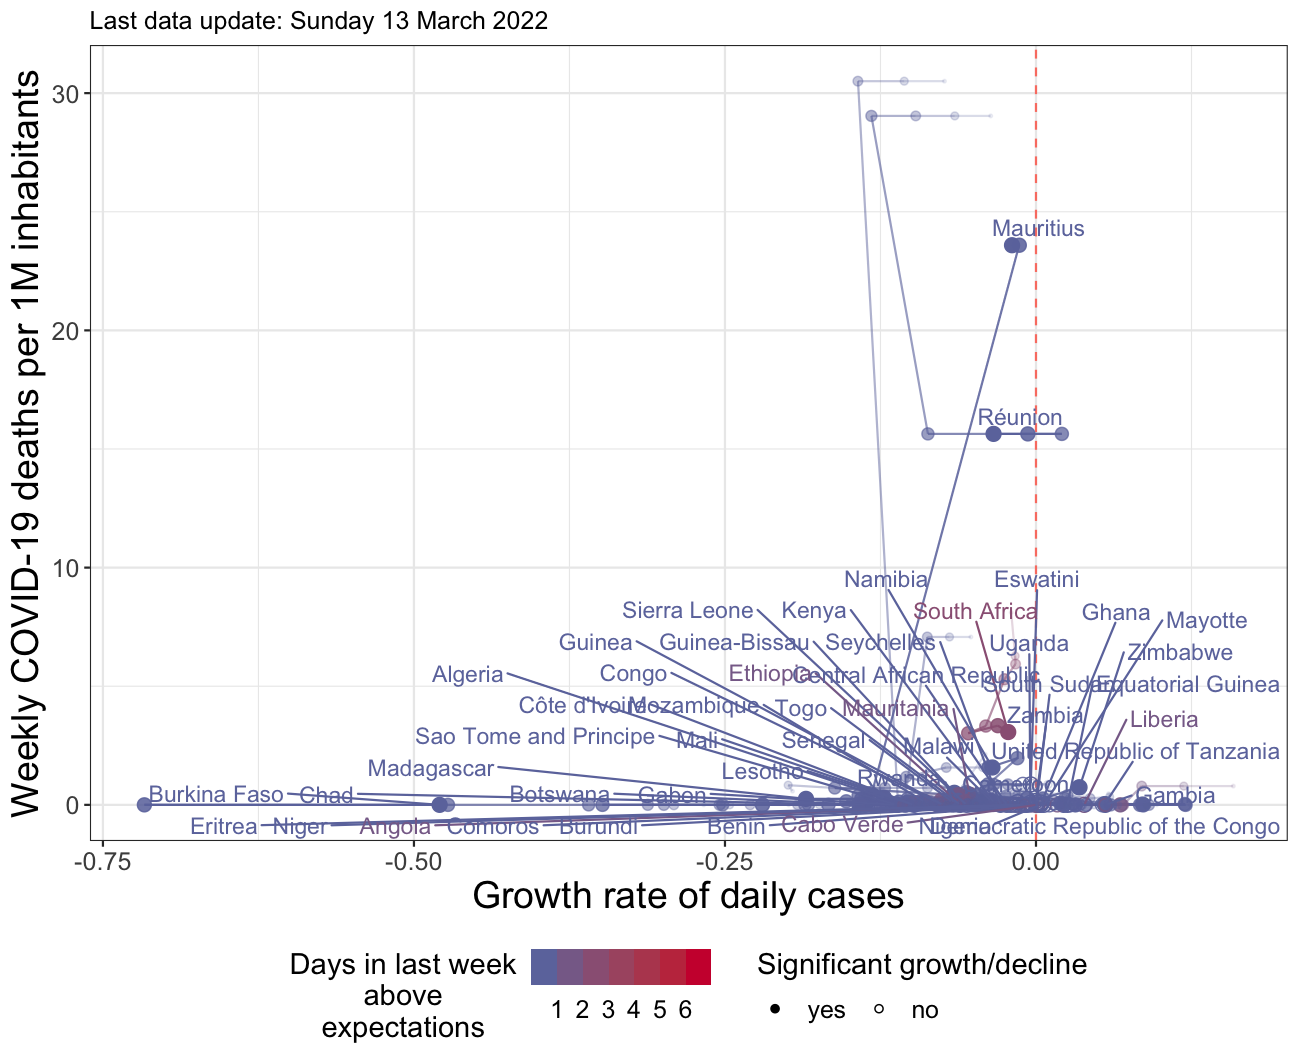 Last data update: Sunday 13 March 2022
Weekly COVID-19 deaths per 1M inhabitants
30
20
10
0
Mauritius
Réunion
Namibia
Eswatini
Sierra Leone
Kenya
South Africa
Ghana
Mayotte
Guinea
Guinea-Bissau
Seychelles
Uganda
Zimbabwe
Algeria
Congo
Ethiopia
Central African Republic
South Sudan
Equatorial Guinea
Côte d'Ivoire
Mozambique
Togo
Mauritania
Zambia
Liberia
Sao Tome and Principe
Mali
Senegal
Malawi
United Republic of Tanzania
Madagascar
Lesotho
Rwanda
Burkina Faso
Chad
Botswana
Gabon
Gambia
Eritrea
Niger
Angola
Comoros
Burundi
Benin
Cabo Verde
Nigeria
Democratic Republic of the Congo
-0.75
-0.50
-0.25
0.00
Growth rate of daily cases
Days in last week
above
expectations
1 2 3 4 5 6
Significant growth/decline
yes
no